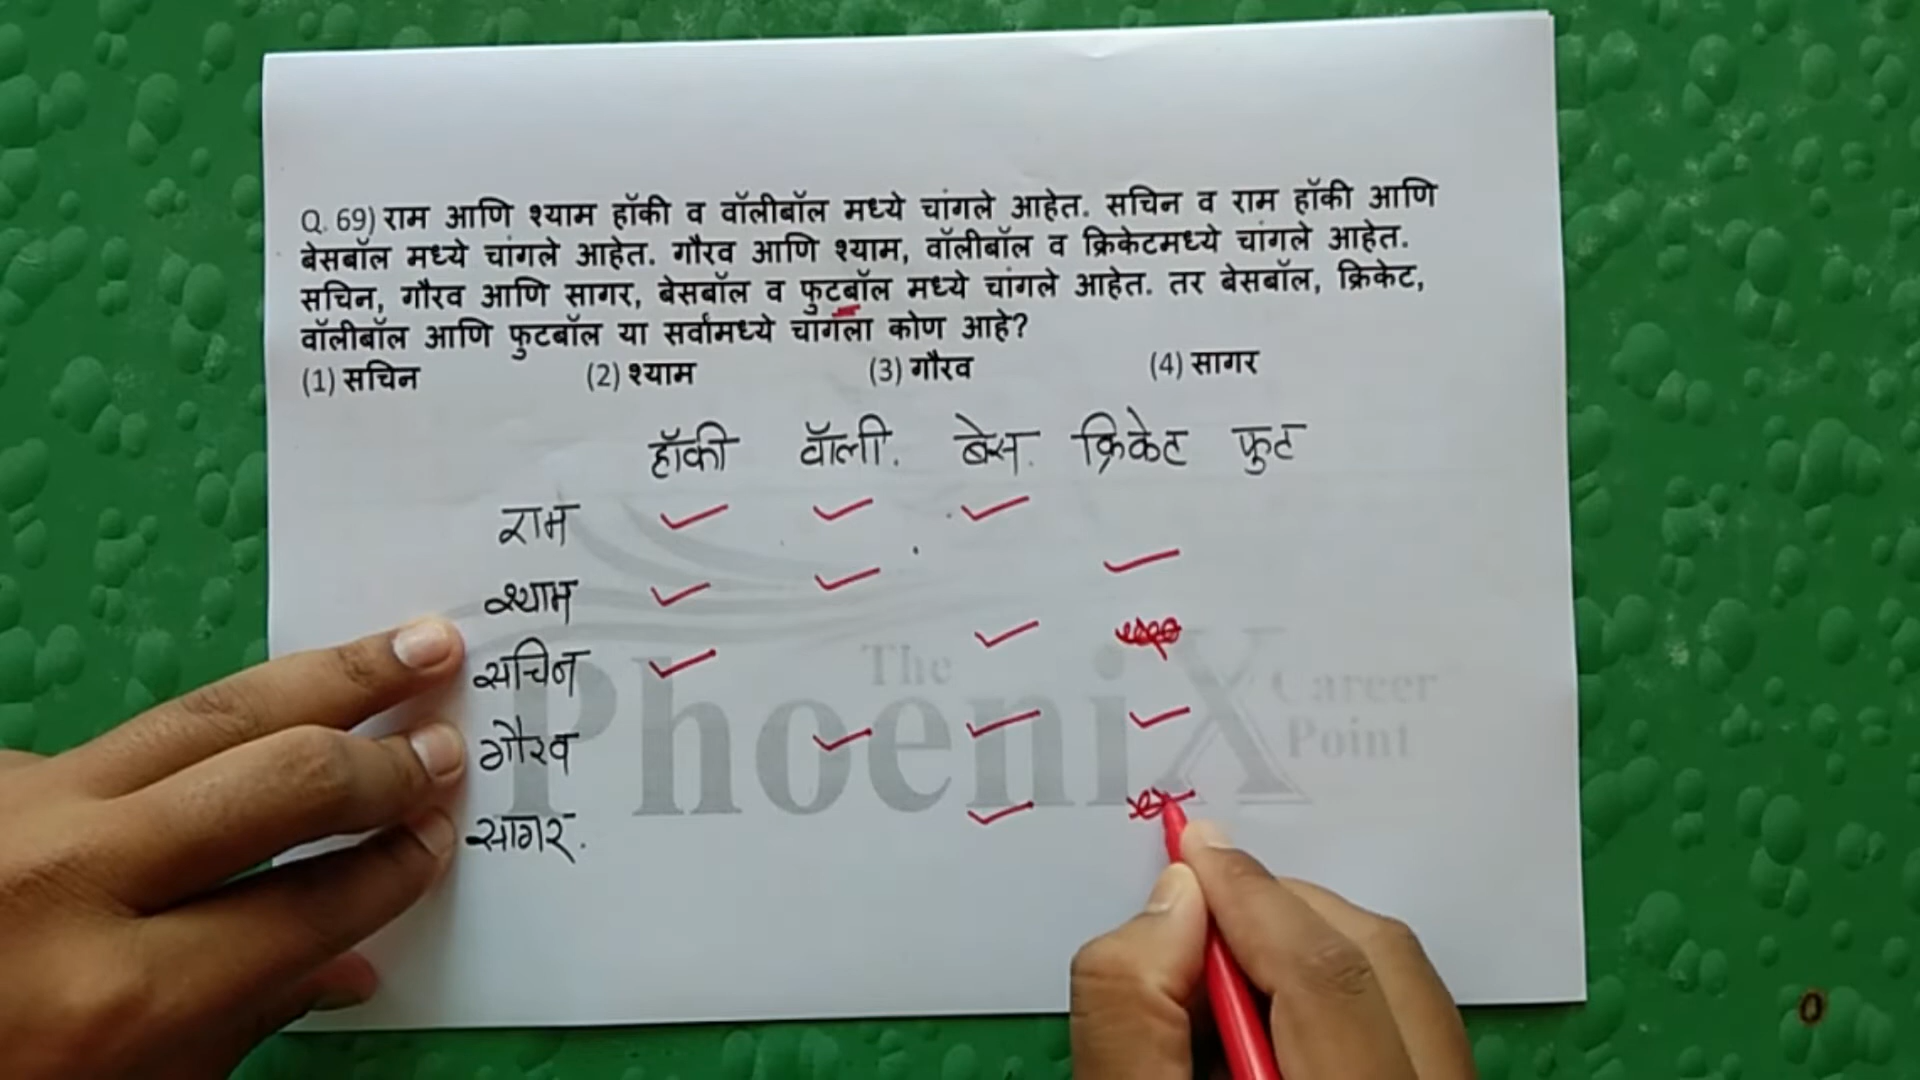 Q. 69) राम आणि श्याम हॉकी व वॉलीबॉल मध्ये चांगले आहेत. सचिन व राम हॉकी आणि
बेसबॉल मध्ये चांगले आहेत. गौरव आणि श्याम, वॉलीबॉल व क्रिकेटमध्ये चांगले आहेत.
सचिन, गौरव आणि सागर, बेसबॉल व फुटबॉल मध्ये चांगले आहेत. तर बेसबॉल, क्रिकेट,
वॉलीबॉल आणि फुटबॉल या सर्वांमध्ये चांगला कोण आहे?
(1) सचिन (2) श्याम (3) गौरव (4) सागर
हॉकी वॉली. बेस. क्रिकेट फुट
राम
श्याम
सचिन
गौरव
सागर.
The
PhoeniX
Career
Point